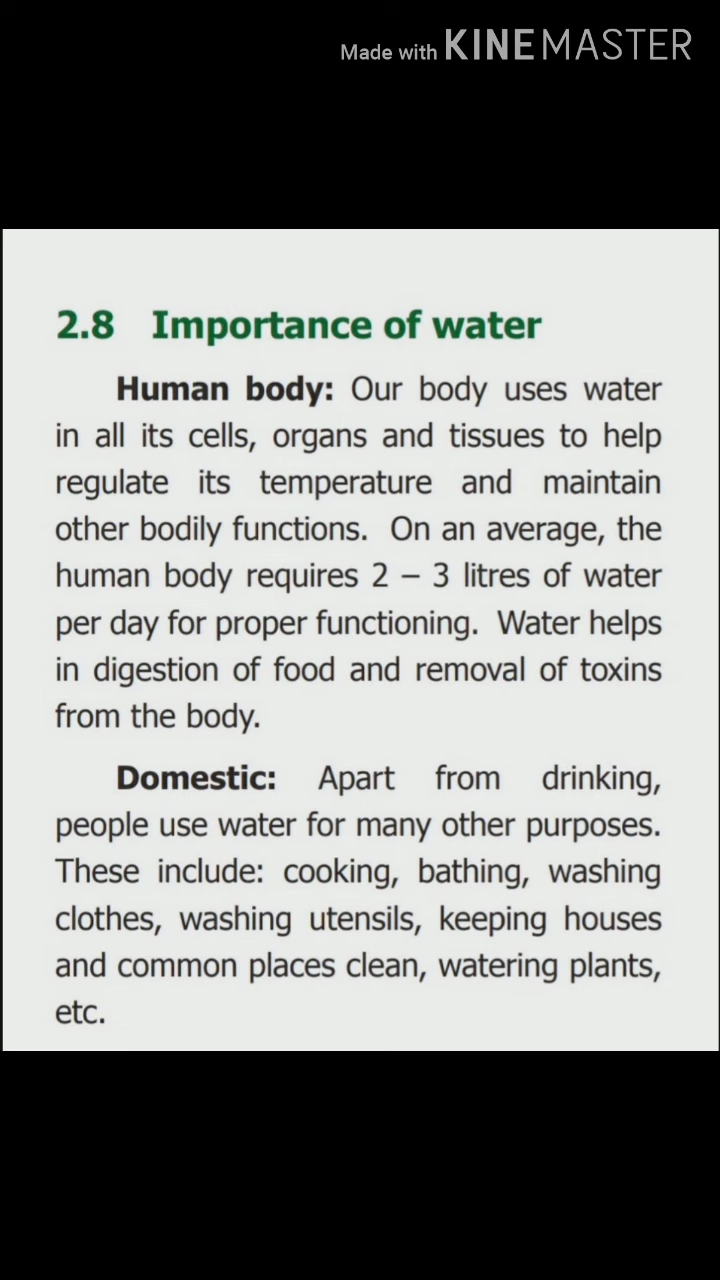 Made with KINEMASTER
2.8 Importance of water
Human body: Our body uses water
in all its cells, organs and tissues to help
regulate its temperature and maintain
other bodily functions. On an average, the
human body requires 2 – 3 litres of water
per day for proper functioning. Water helps
in digestion of food and removal of toxins
from the body.
Domestic: Apart from drinking,
people use water for many other purposes.
These include: cooking, bathing, washing
clothes, washing utensils, keeping houses
and common places clean, watering plants,
etc.